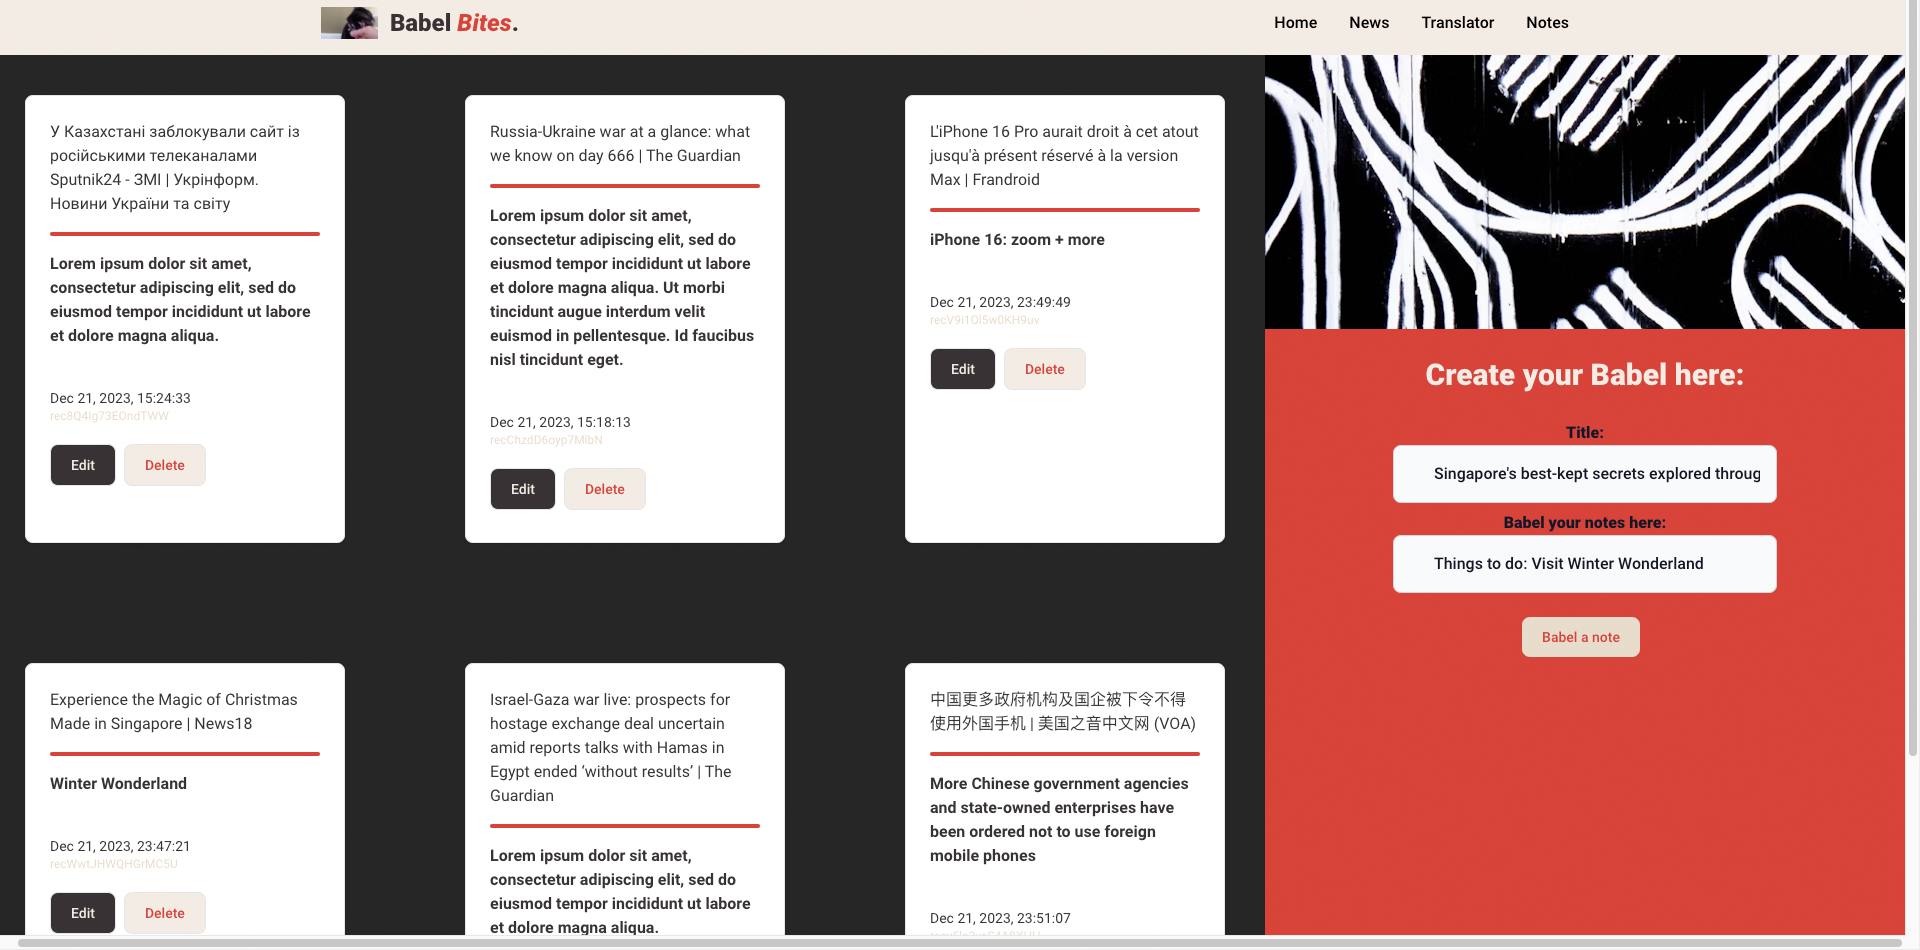 Babel Bites.
Home News Translator Notes
У Казахстані заблокували сайт із
російськими телеканалами
Sputnik24 - ЗМІ | Укрінформ.
Новини України та світу
Lorem ipsum dolor sit amet,
consectetur adipiscing elit, sed do
eiusmod tempor incididunt ut labore
et dolore magna aliqua.
Dec 21, 2023, 15:24:33
rec8Q4Ig73EOndTWW
Edit Delete
Russia-Ukraine war at a glance: what
we know on day 666 | The Guardian
Lorem ipsum dolor sit amet,
consectetur adipiscing elit, sed do
eiusmod tempor incididunt ut labore
et dolore magna aliqua. Ut morbi
tincidunt augue interdum velit
euismod in pellentesque. Id faucibus
nisl tincidunt eget.
Dec 21, 2023, 15:18:13
recChzdD6oyp7MlbN
Edit Delete
L'iPhone 16 Pro aurait droit à cet atout
jusqu'à présent réservé à la version
Max | Frandroid
iPhone 16: zoom + more
Dec 21, 2023, 23:49:49
recV9i1Ol5w0KH9uv
Edit Delete
Experience the Magic of Christmas
Made in Singapore | News18
Winter Wonderland
Dec 21, 2023, 23:47:21
recWwtJHWQHGrMC5U
Edit Delete
Israel-Gaza war live: prospects for
hostage exchange deal uncertain
amid reports talks with Hamas in
Egypt ended ‘without results’ | The
Guardian
Lorem ipsum dolor sit amet,
consectetur adipiscing elit, sed do
eiusmod tempor incididunt ut labore
et dolore magna aliqua.
中国更多政府机构及国企被下令不得
使用外国手机 | 美国之音中文网 (VOA)
More Chinese government agencies
and state-owned enterprises have
been ordered not to use foreign
mobile phones
Dec 21, 2023, 23:51:07
Create your Babel here:
Title:
Singapore's best-kept secrets explored throug
Babel your notes here:
Things to do: Visit Winter Wonderland
Babel a note